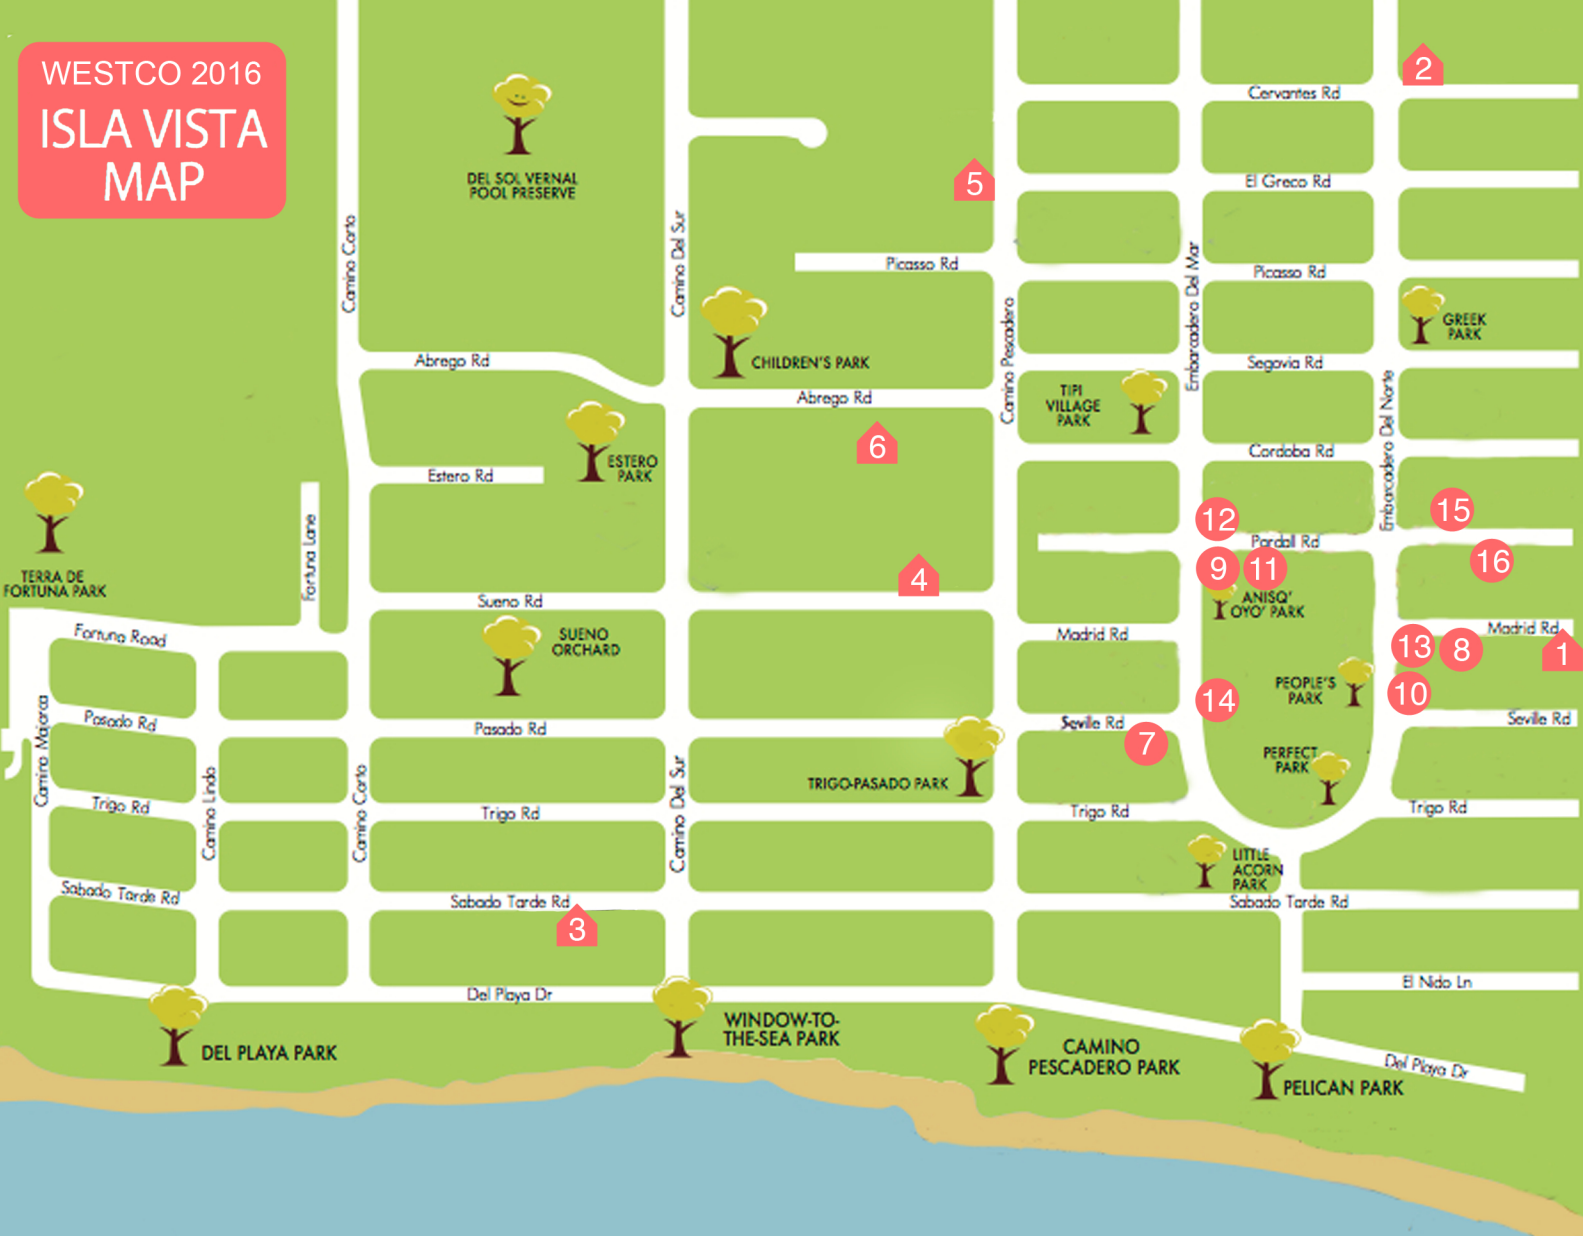 WESTCO 2016
ISLA VISTA
MAP
2
Cervantes Rd
DEL SOL VERNAL
POOL PRESERVE
5
El Greco Rd
Camino Corto
Camino Del Sur
Picasso Rd
Embarcadero Del Mar
Picasso Rd
GREEK
PARK
Camino Pescadero
Abrego Rd
CHILDREN'S PARK
Segovia Rd
Abrego Rd
TIPI
VILLAGE
PARK
Embarcadero Del Norte
6
Cordoba Rd
Estero Rd
ESTERO
PARK
15
12
Pardall Rd
Fortuna Lane
16
TERRA DE
FORTUNA PARK
4
9
11
ANISQ'
OYO' PARK
Sueno Rd
Fortuna Road
SUENO
ORCHARD
Madrid Rd
Madrid Rd
13
8
1
PEOPLE'S
PARK
10
14
Camino Majorca
Pasado Rd
Pasado Rd
Seville Rd
Seville Rd
7
PERFECT
PARK
TRIGO-PASADO PARK
Camino Lindo
Camino Corto
Camino Del Sur
Trigo Rd
Trigo Rd
Trigo Rd
Trigo Rd
LITTLE
ACORN
PARK
Sabado Tarde Rd
Sabado Tarde Rd
Sabado Tarde Rd
3
El Nido Ln
Del Playa Dr
WINDOW-TO-
THE-SEA PARK
DEL PLAYA PARK
CAMINO
PESCADERO PARK
Del Playa Dr
PELICAN PARK